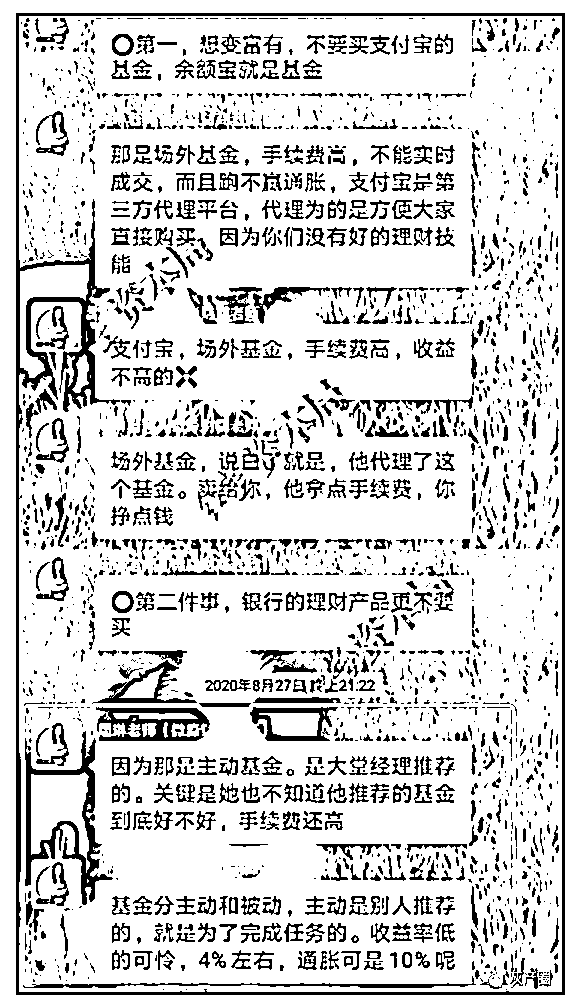 〇第一，想变富有，不要买支付宝的
基金，余额宝就是基金
那是场外基金，手续费高，不能实时
成交，而且跑不赢通胀，支付宝是第
三方代理平台，代理为的是方便大家
直接购买，因为你们没有好的理财技
能
支付宝，场外基金，手续费高，收益
不高的❌
场外基金，说白了就是，他代理了这
个基金。卖给你，他拿点手续费，你
挣点钱
〇第二件事，银行的理财产品更不要
买
2020年8月27日 晚上21:22
老师
因为那是主动基金。是大堂经理推荐
的。关键是她也不知道他推荐的基金
到底好不好，手续费还高
基金分主动和被动，主动是别人推荐
的，就是为了完成任务的。收益率低
的可怜，4%左右，通胀可是10%呢
灰产圈